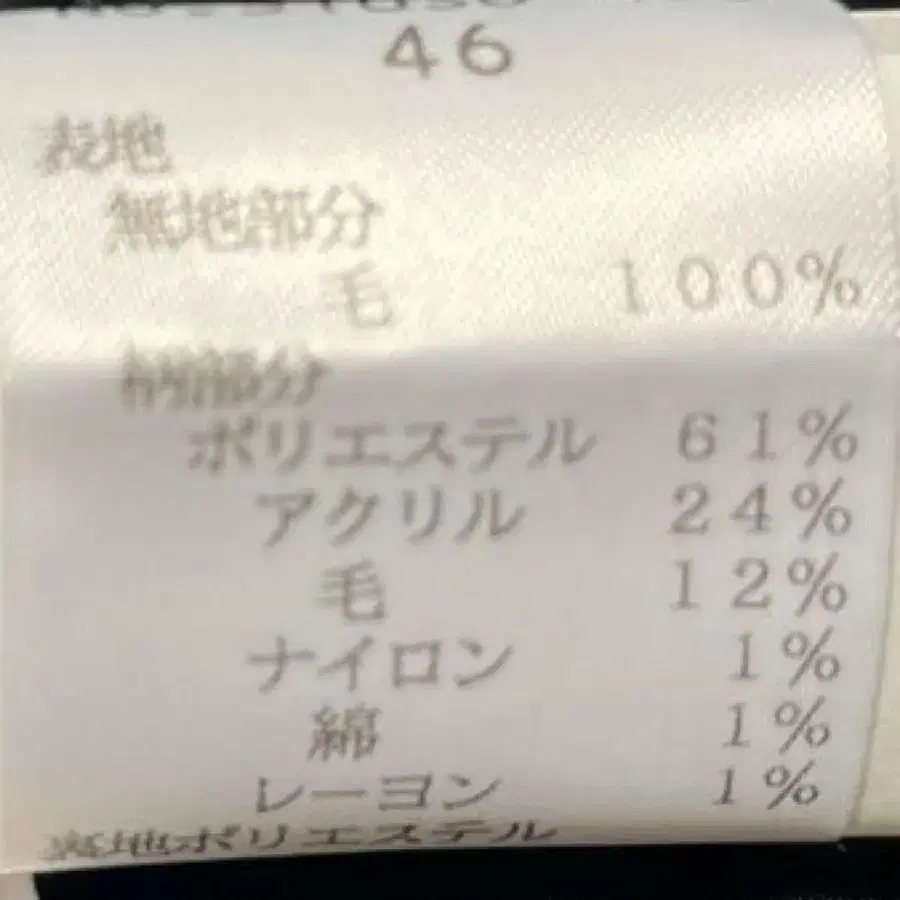 46
表地
無地部分
毛 100%
柄部分
ポリエステル 61%
アクリル 24%
毛 12%
ナイロン 1%
綿 1%
レーヨン 1%
裏地ポリエステル